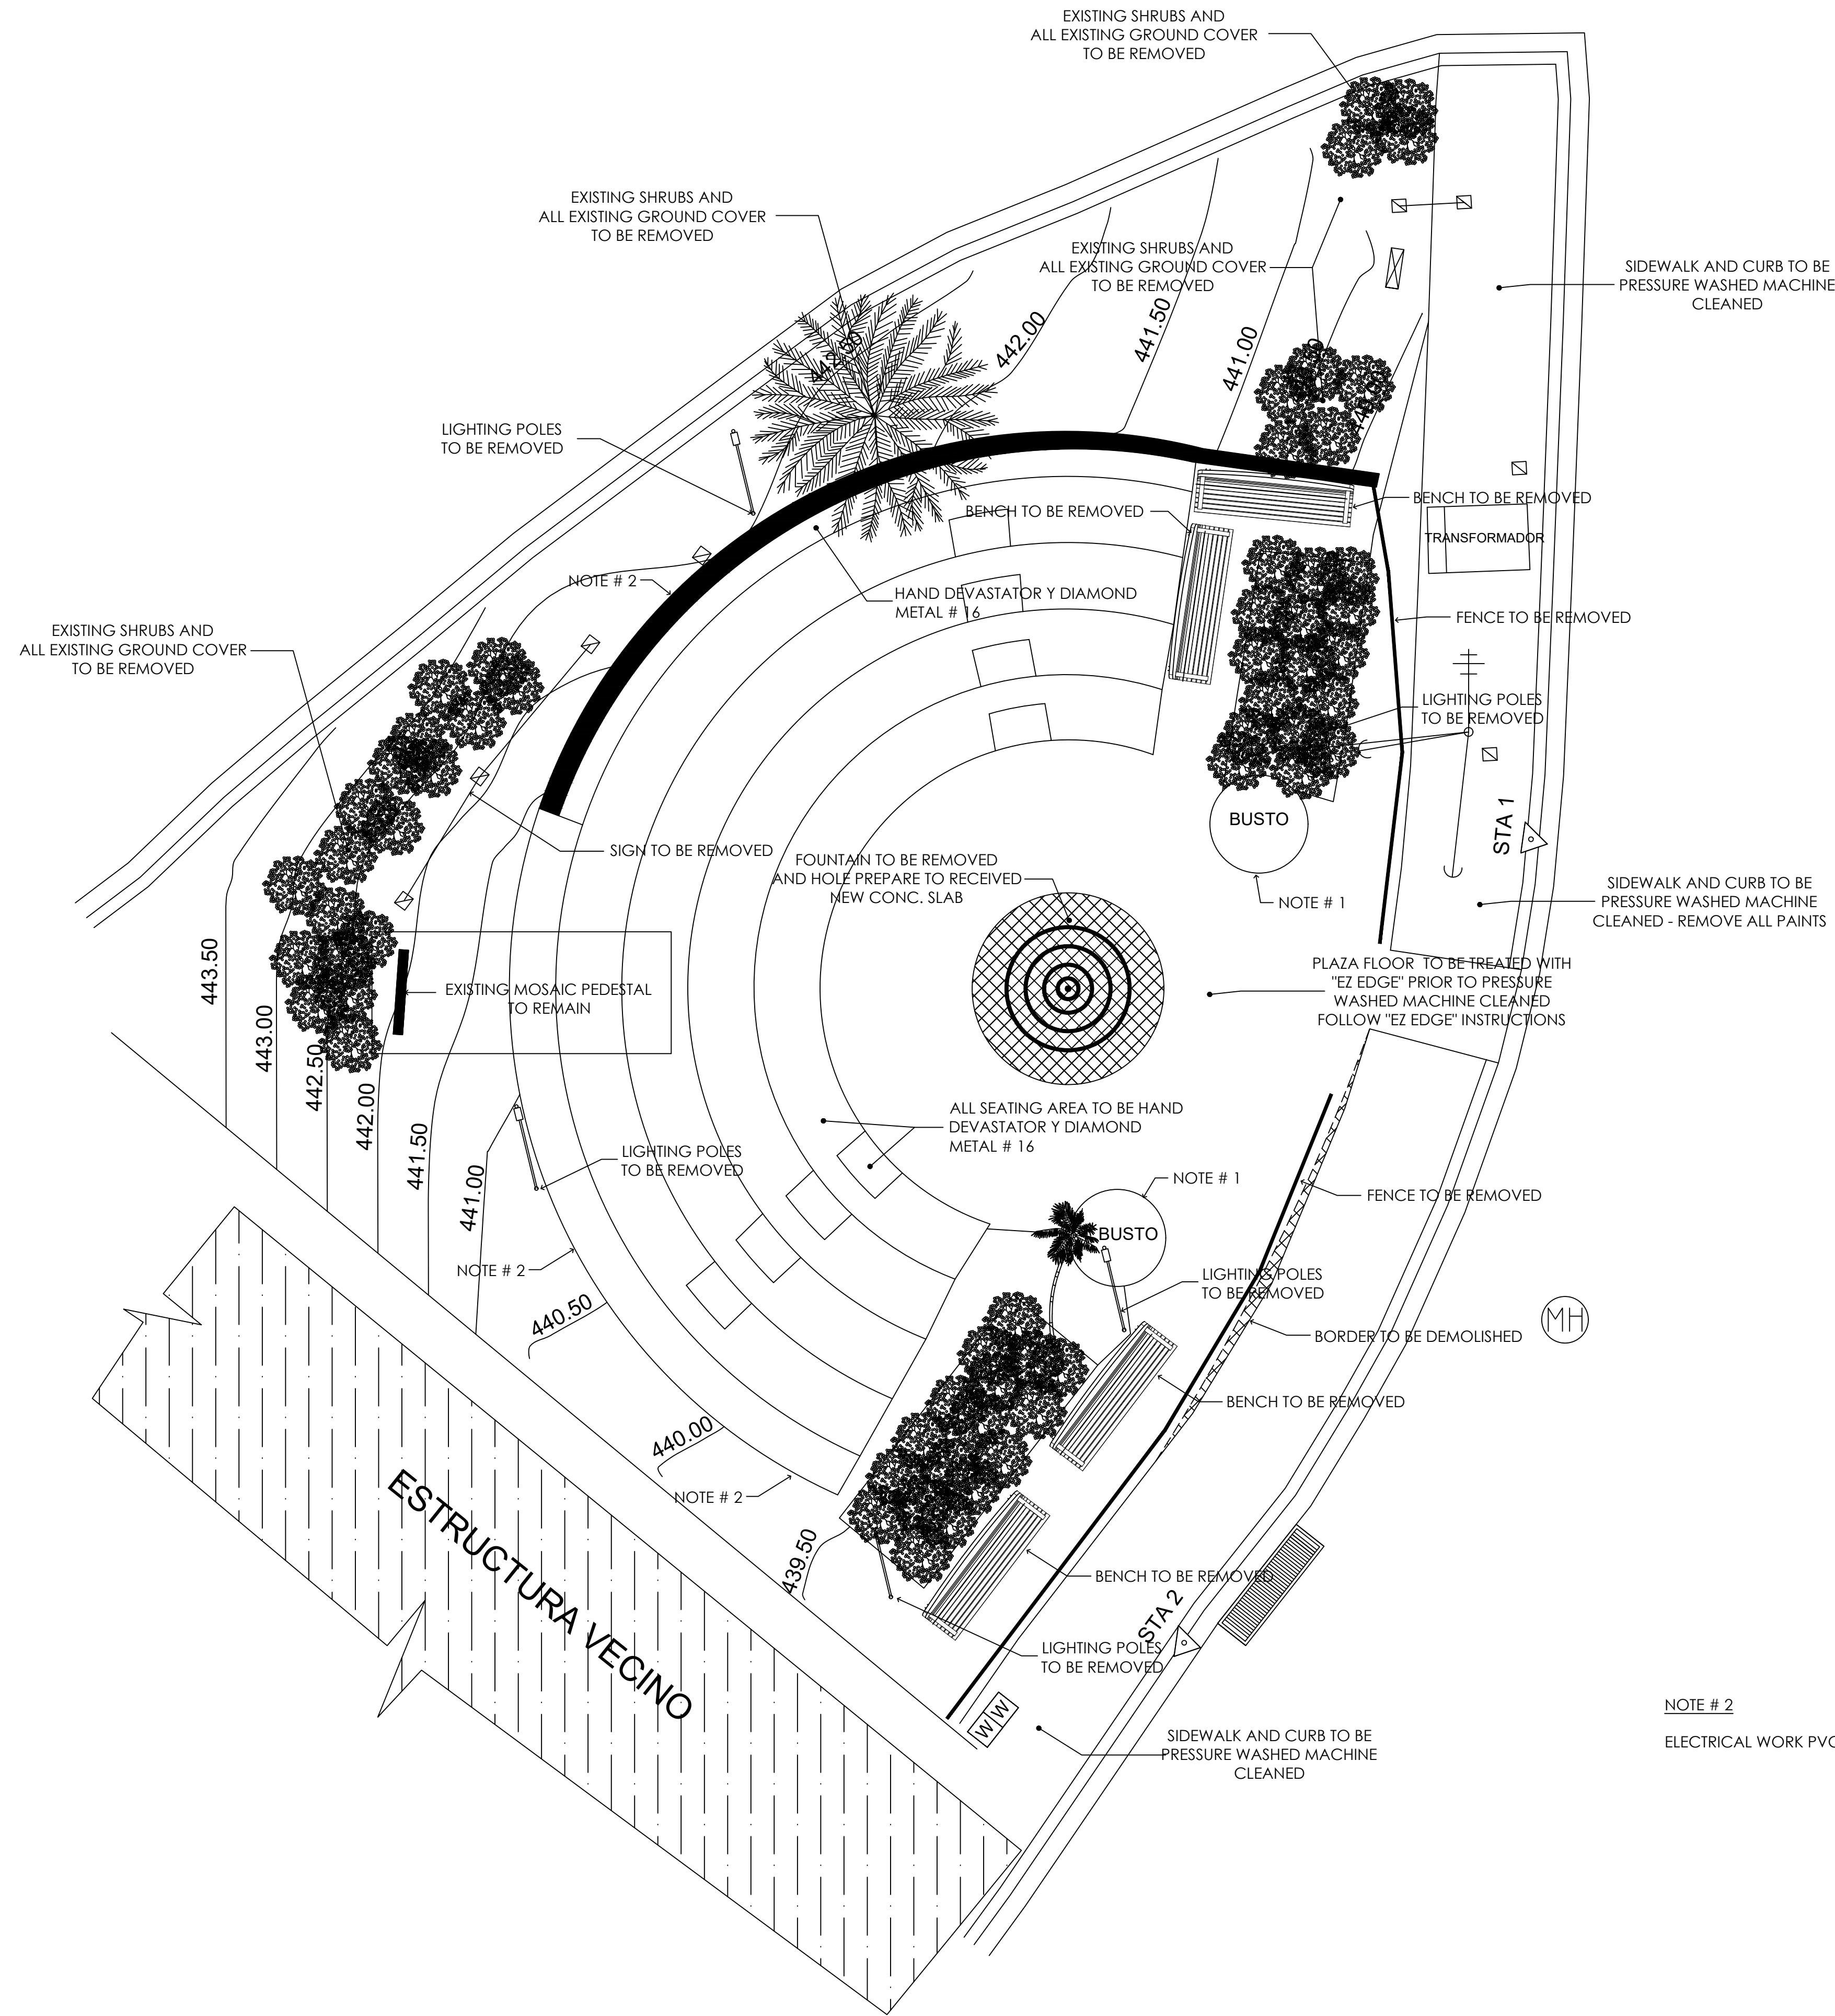 EXISTING SHRUBS AND
ALL EXISTING GROUND COVER
TO BE REMOVED
EXISTING SHRUBS AND
ALL EXISTING GROUND COVER
TO BE REMOVED
EXISTING SHRUBS AND
ALL EXISTING GROUND COVER
TO BE REMOVED
SIDEWALK AND CURB TO BE
PRESSURE WASHED MACHINE
CLEANED
442.50
442.00
441.50
441.00
LIGHTING POLES
TO BE REMOVED
BENCH TO BE REMOVED
BENCH TO BE REMOVED
TRANSFORMADOR
NOTE # 2
HAND DEVASTATOR Y DIAMOND
METAL # 16
FENCE TO BE REMOVED
EXISTING SHRUBS AND
ALL EXISTING GROUND COVER
TO BE REMOVED
LIGHTING POLES
TO BE REMOVED
BUSTO
STA 1
SIGN TO BE REMOVED
FOUNTAIN TO BE REMOVED
AND HOLE PREPARE TO RECEIVED
NEW CONC. SLAB
NOTE # 1
SIDEWALK AND CURB TO BE
PRESSURE WASHED MACHINE
CLEANED - REMOVE ALL PAINTS
PLAZA FLOOR TO BE TREATED WITH
"EZ EDGE" PRIOR TO PRESSURE
WASHED MACHINE CLEANED
FOLLOW "EZ EDGE" INSTRUCTIONS
EXISTING MOSAIC PEDESTAL
TO REMAIN
443.50
443.00
442.50
442.00
441.50
441.00
ALL SEATING AREA TO BE HAND
DEVASTATOR Y DIAMOND
METAL # 16
LIGHTING POLES
TO BE REMOVED
NOTE # 1
FENCE TO BE REMOVED
BUSTO
NOTE # 2
LIGHTING POLES
TO BE REMOVED
440.50
BORDER TO BE DEMOLISHED
MH
BENCH TO BE REMOVED
440.00
NOTE # 2
439.50
BENCH TO BE REMOVED
STA 2
ESTRUCTURA VECINO
LIGHTING POLES
TO BE REMOVED
W W
SIDEWALK AND CURB TO BE
PRESSURE WASHED MACHINE
CLEANED
NOTE # 2
ELECTRICAL WORK PVC